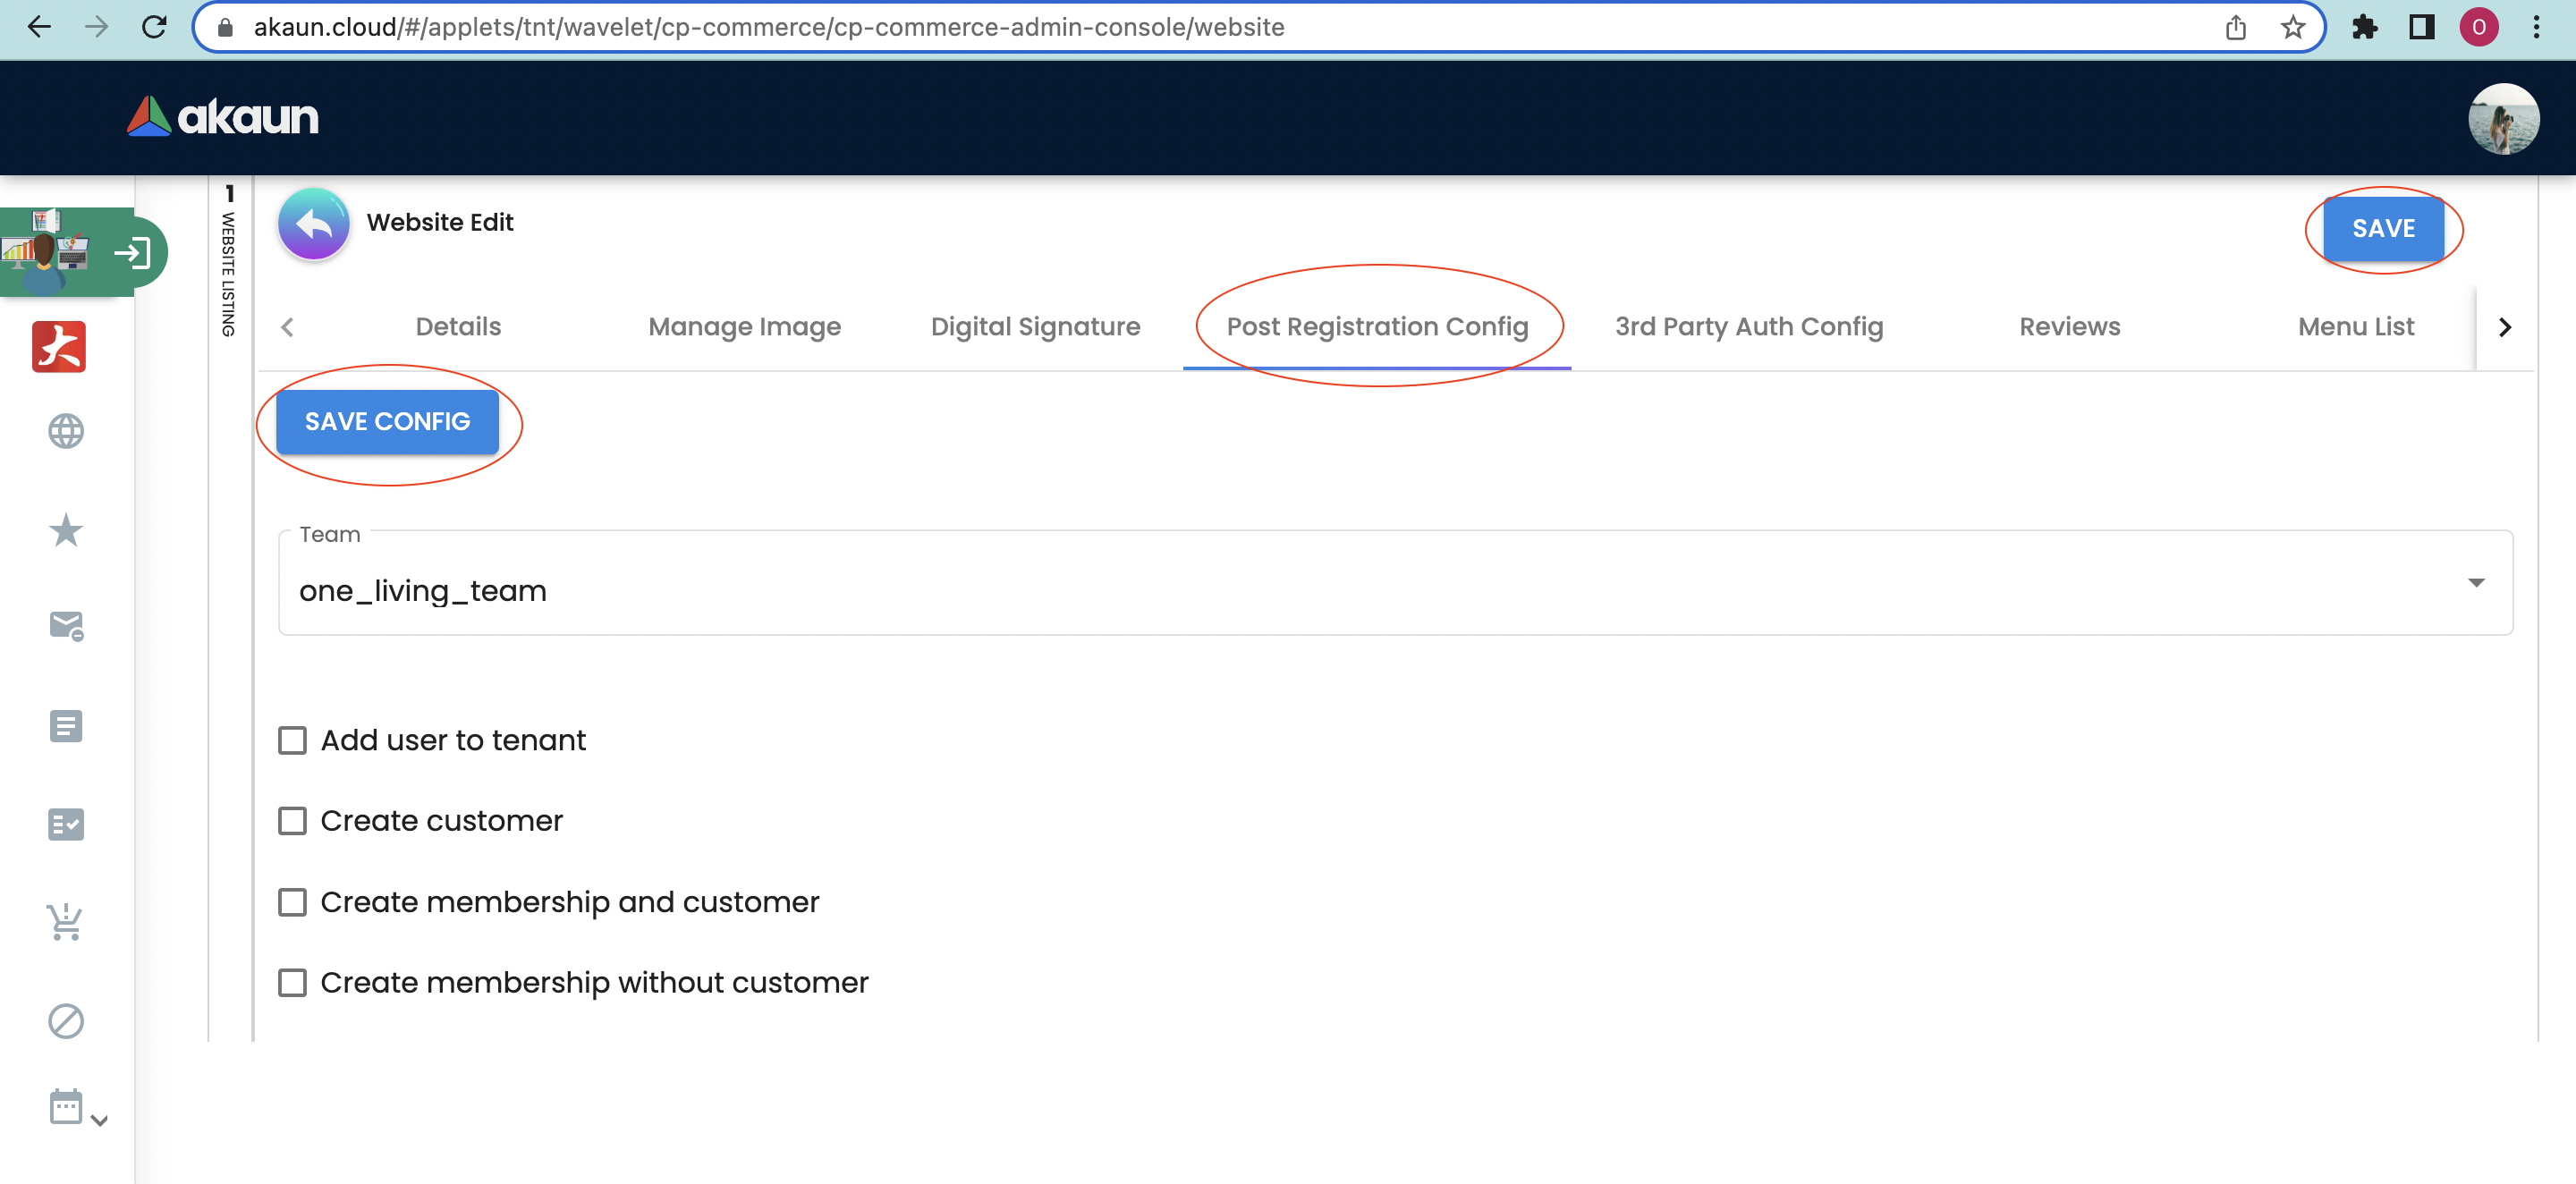 akaun.cloud/#/applets/tnt/wavelet/cp-commerce/cp-commerce-admin-console/website
O
akaun
1
WEBSITE LISTING
Website Edit
SAVE
Details
Manage Image
Digital Signature
Post Registration Config
3rd Party Auth Config
Reviews
Menu List
SAVE CONFIG
Team
one_living_team
Add user to tenant
Create customer
Create membership and customer
Create membership without customer